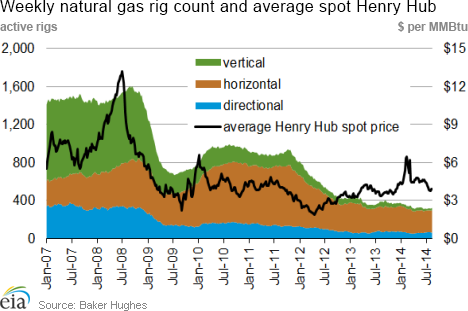 Weekly natural gas rig count and average spot Henry Hub
active rigs
$ per MMBtu
2,000
1,600
1,200
800
400
0
vertical
horizontal
directional
average Henry Hub spot price
$15
$12
$9
$6
$3
$0
Jan-07
Jul-07
Jan-08
Jul-08
Jan-09
Jul-09
Jan-10
Jul-10
Jan-11
Jul-11
Jan-12
Jul-12
Jan-13
Jul-13
Jan-14
Jul-14
eia
Source: Baker Hughes